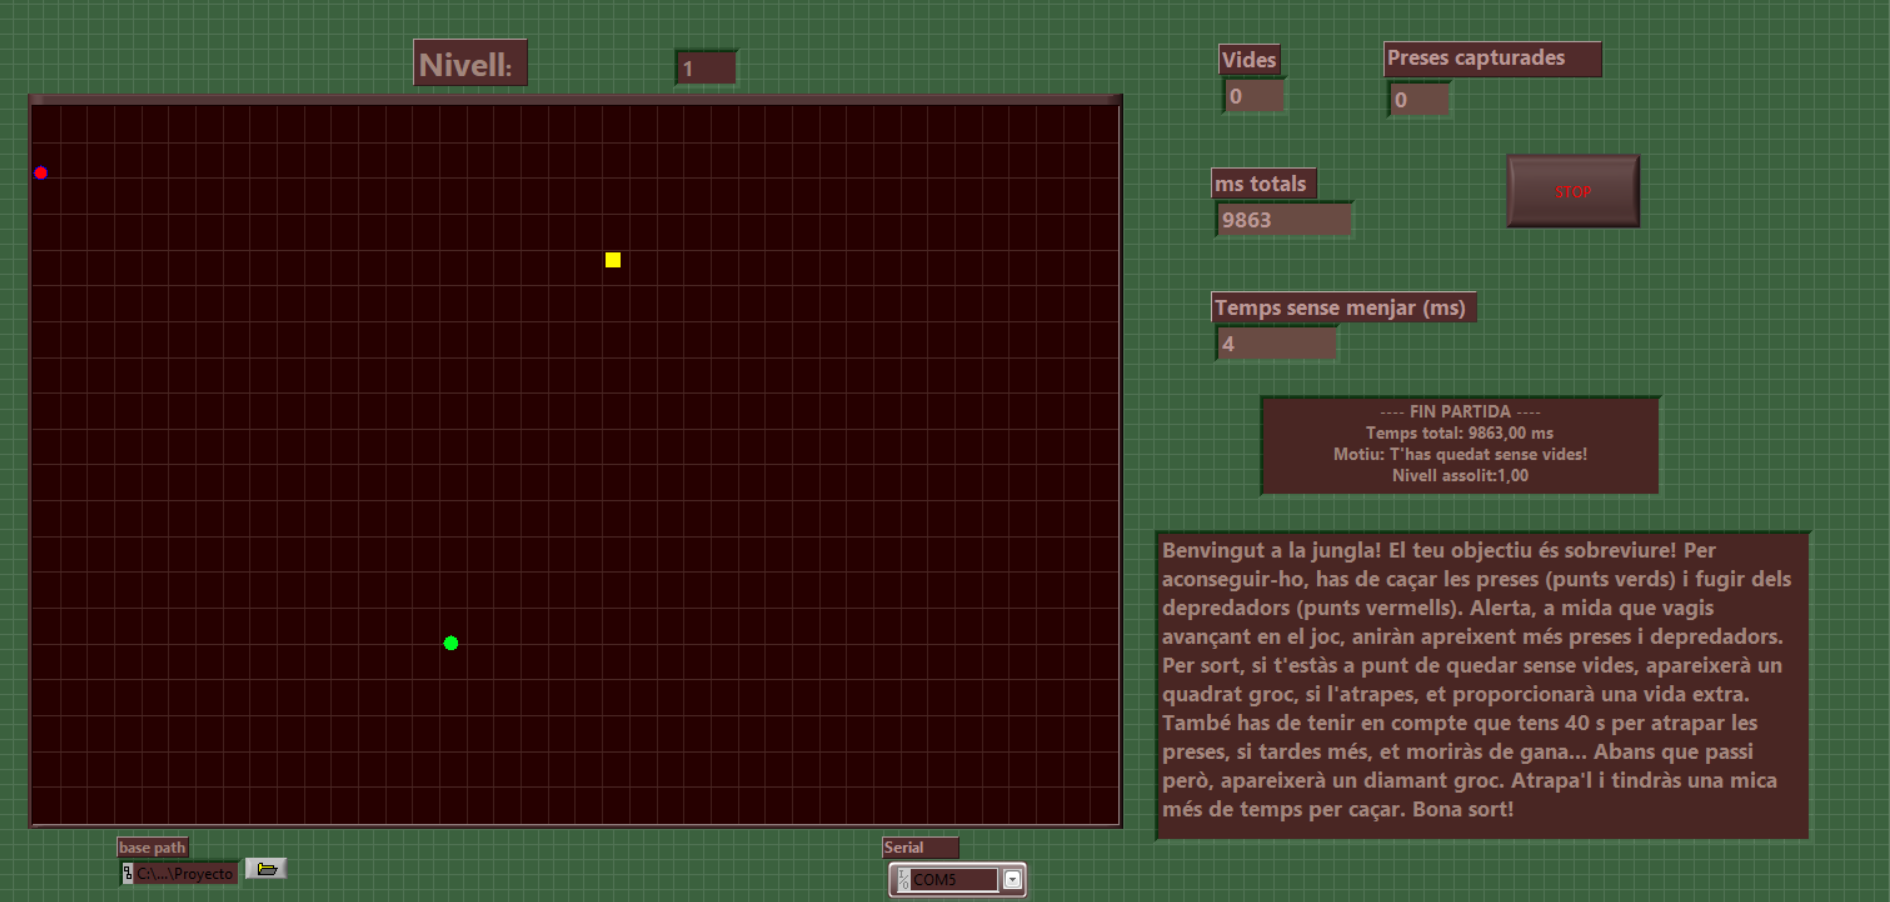 Nivell:
1
Vides
0
Preses capturades
0
ms totals
9863
STOP
Temps sense menjar (ms)
4
---- FIN PARTIDA ----
Temps total: 9863,00 ms
Motiu: T'has quedat sense vides!
Nivell assolit:1,00
Benvingut a la jungla! El teu objectiu és sobreviure! Per
aconseguir-ho, has de caçar les preses (punts verds) i fugir dels
depredadors (punts vermells). Alerta, a mida que vagis
avançant en el joc, aniràn apreixent més preses i depredadors.
Per sort, si t'estàs a punt de quedar sense vides, apareixerà un
quadrat groc, si l'atrapes, et proporcionarà una vida extra.
També has de tenir en compte que tens 40 s per atrapar les
preses, si tardes més, et moriràs de gana... Abans que passi
però, apareixerà un diamant groc. Atrapa'l i tindràs una mica
més de temps per caçar. Bona sort!
base path
C:\...\Proyecto
Serial
I/O COM5